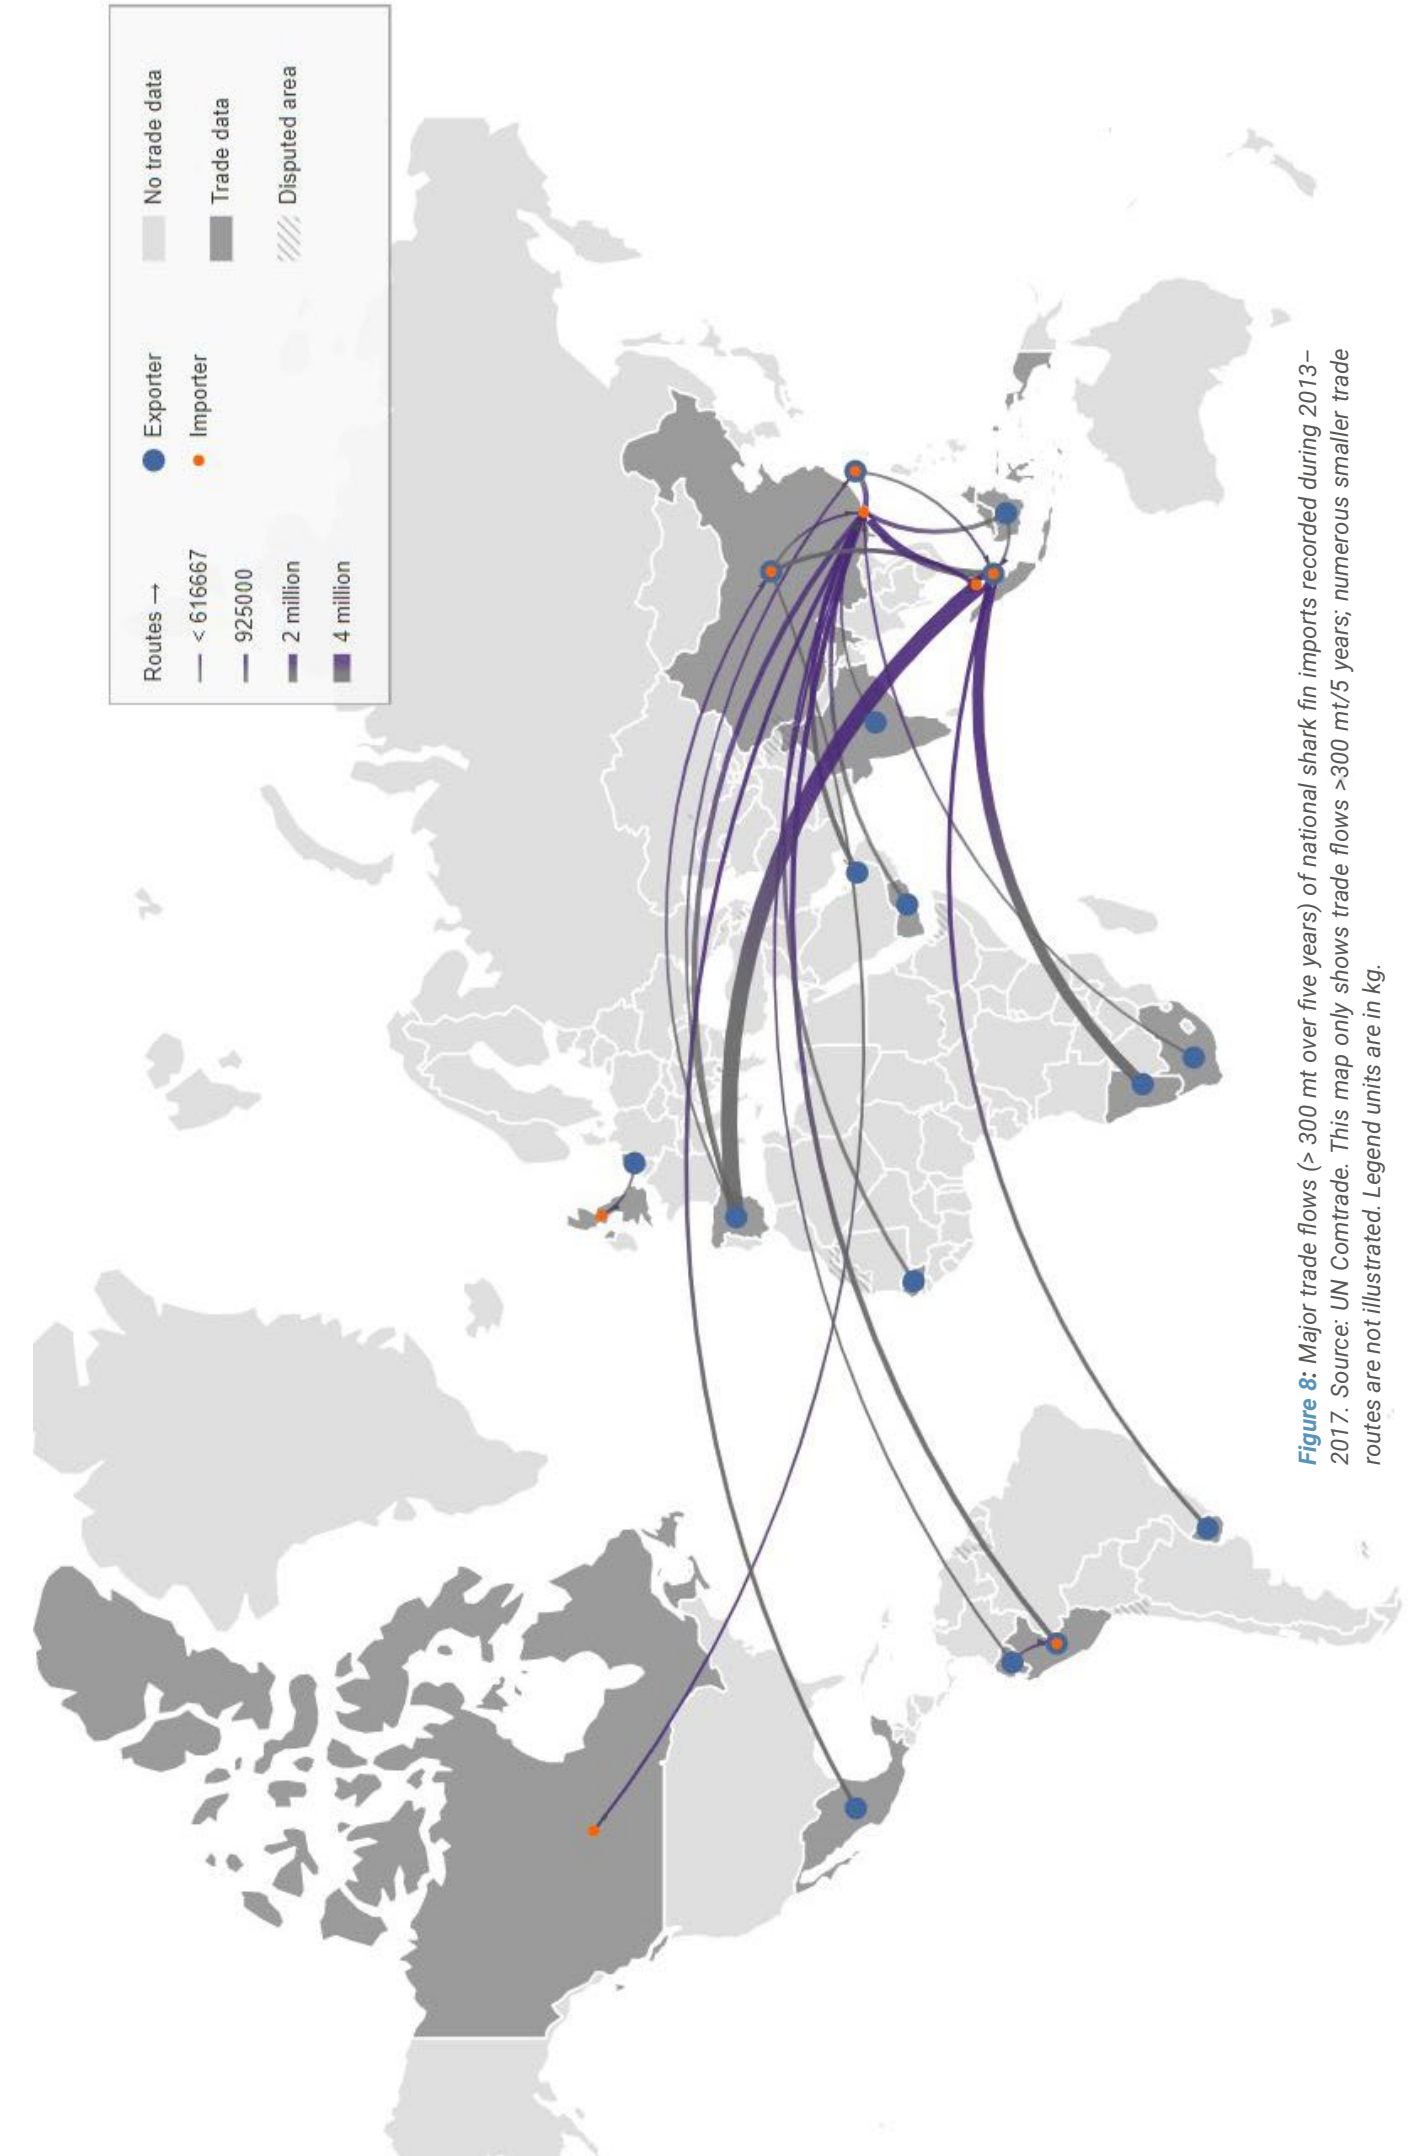 Routes →
< 616667
925000
2 million
4 million
Exporter
Importer
No trade data
Trade data
Disputed area
Figure 8: Major trade flows (> 300 mt over five years) of national shark fin imports recorded during 2013–
2017. Source: UN Comtrade. This map only shows trade flows >300 mt/5 years; numerous smaller trade
routes are not illustrated. Legend units are in kg.